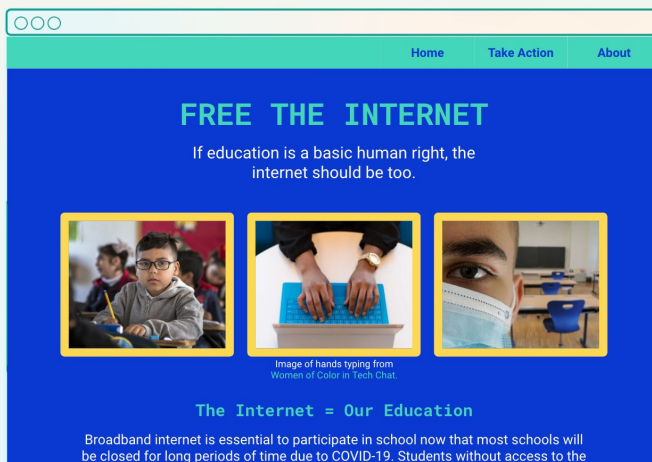 Home Take Action About
FREE THE INTERNET
If education is a basic human right, the
internet should be too.
Image of hands typing from
Women of Color in Tech Chat.
The Internet = Our Education
Broadband internet is essential to participate in school now that most schools will
be closed for long periods of time due to COVID-19. Students without access to the